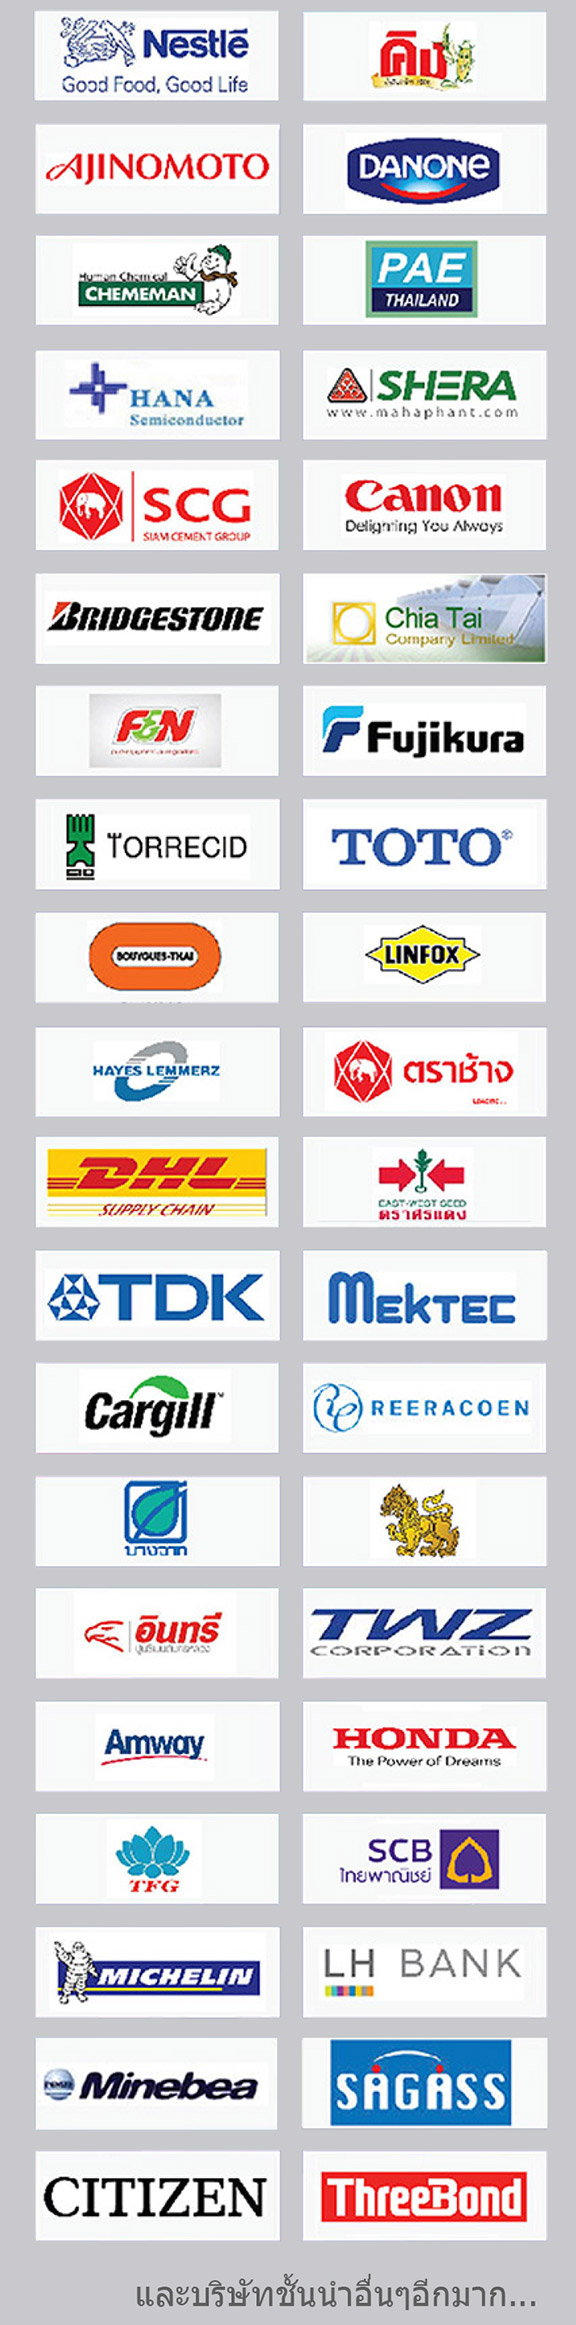 Nestlé
Good Food, Good Life
คิง
AJINOMOTO
DANONE
Human Chemical
CHEMEMAN
PAE
THAILAND
HANA
Semiconductor
SHERA
www.mahaphant.com
SCG
SIAM CEMENT GROUP
Canon
Delighting You Always
BRIDGESTONE
Chia Tai
Company Limited
F&N
Fujikura
TORRECID
TOTO®
BOUYGUES-THAI
LINFOX
HAYES LEMMERZ
ตราช้าง
LOADING...
DHL
SUPPLY CHAIN
EAST-WEST SEED
ตราศรแดง
TDK
MEKTEC
Cargill™
REERACOEN
บางจาก
อินทรี
TWZ
CORPORATION
Amway
HONDA
The Power of Dreams
TFG
SCB
ไทยพาณิชย์
MICHELIN
LH BANK
Minebea
SAGASS
CITIZEN
ThreeBond
และบริษัทชั้นนำอื่นๆอีกมาก...